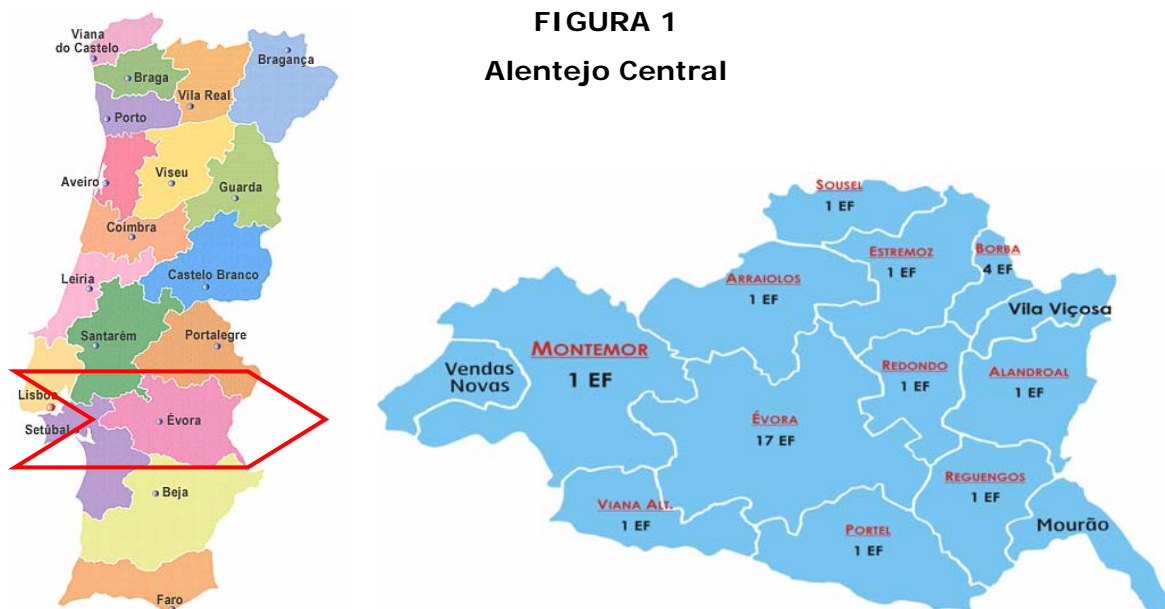 FIGURA 1
Alentejo Central
Viana
do Castelo
Braga
Bragança
Vila Real
Porto
Aveiro
Viseu
Guarda
Coimbra
Leiria
Castelo Branco
Santarém
Portalegre
Lisboa
Setúbal
Évora
Beja
Faro
SOUSEL
1 EF
ESTREMOZ
1 EF
BORBA
4 EF
ARRAIOLOS
1 EF
Vila Viçosa
MONTEMOR
1 EF
Vendas
Novas
REDONDO
1 EF
ALANDROAL
1 EF
ÉVORA
17 EF
REGUENGOS
1 EF
VIANA ALT.
1 EF
PORTEL
1 EF
Mourão